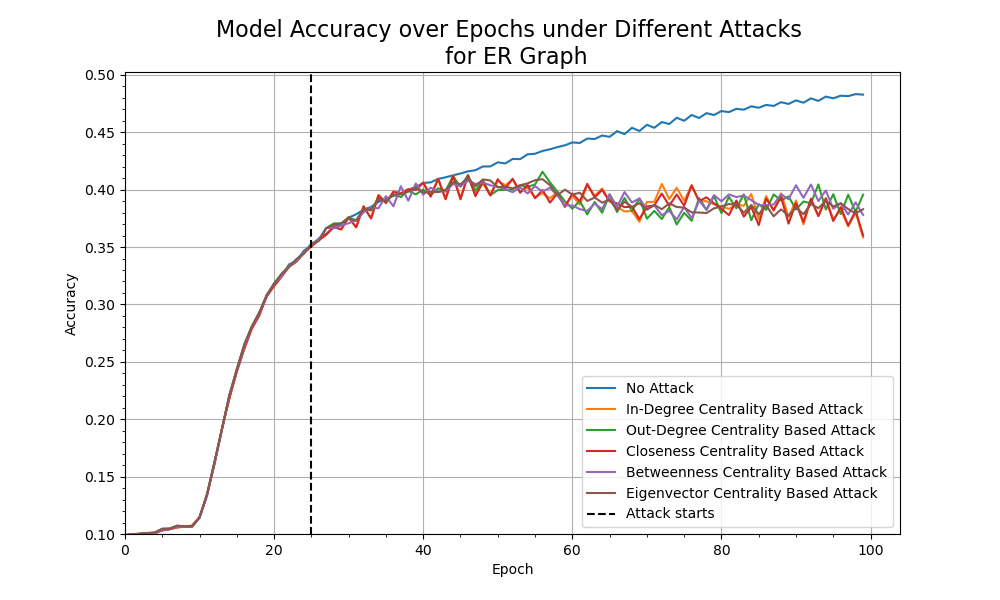 Model Accuracy over Epochs under Different Attacks
for ER Graph
0.50
0.45
0.40
0.35
0.30
0.25
0.20
0.15
0.10
Accuracy
0 20 40 60 80 100
Epoch
No Attack
In-Degree Centrality Based Attack
Out-Degree Centrality Based Attack
Closeness Centrality Based Attack
Betweenness Centrality Based Attack
Eigenvector Centrality Based Attack
Attack starts